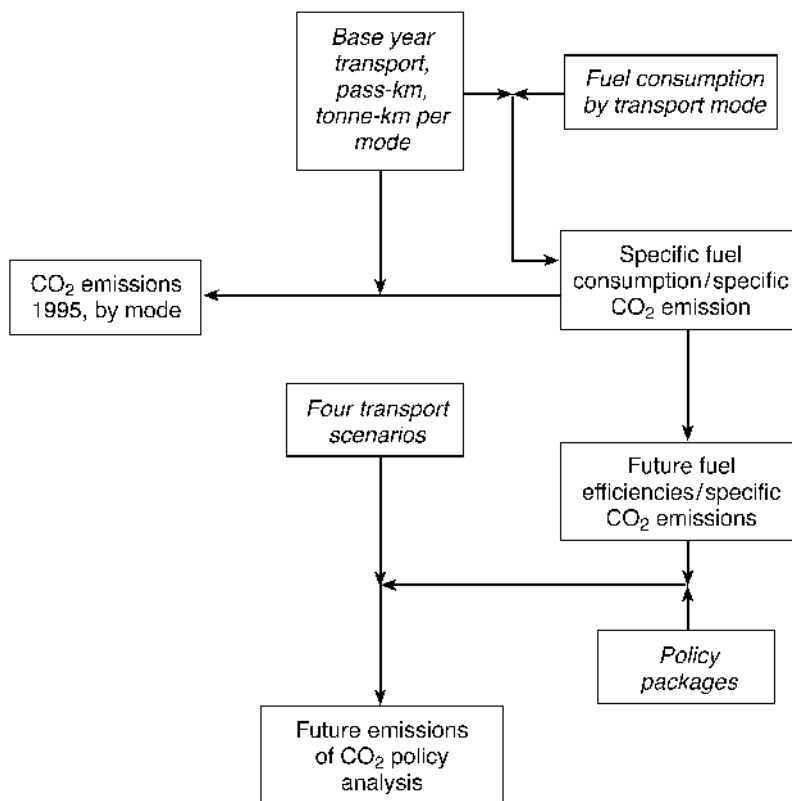 Base year
transport,
pass-km,
tonne-km per
mode
Fuel consumption
by transport mode
Specific fuel
consumption/specific
CO₂ emission
CO₂ emissions
1995, by mode
Four transport
scenarios
Future fuel
efficiencies/specific
CO₂ emissions
Policy
packages
Future emissions
of CO₂ policy
analysis